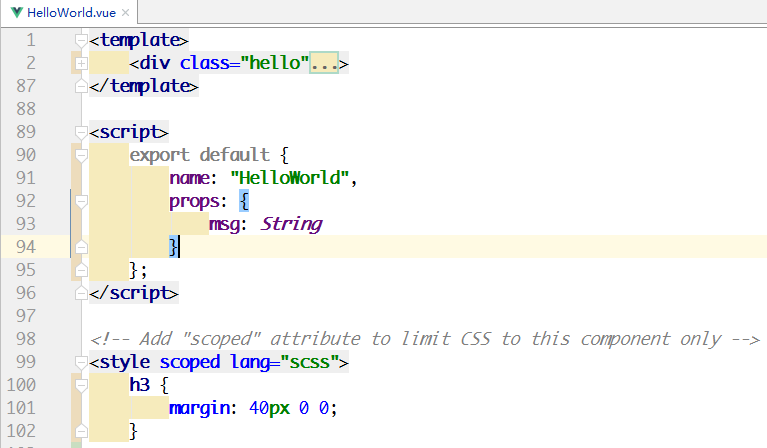 HelloWorld.vue ×
1 <template>
2     <div class="hello"...>
87 </template>
88
89 <script>
90     export default {
91         name: "HelloWorld",
92         props: {
93             msg: String
94         }
95     };
96 </script>
97
98 <!-- Add "scoped" attribute to limit CSS to this component only -->
99 <style scoped lang="scss">
100     h3 {
101         margin: 40px 0 0;
102     }